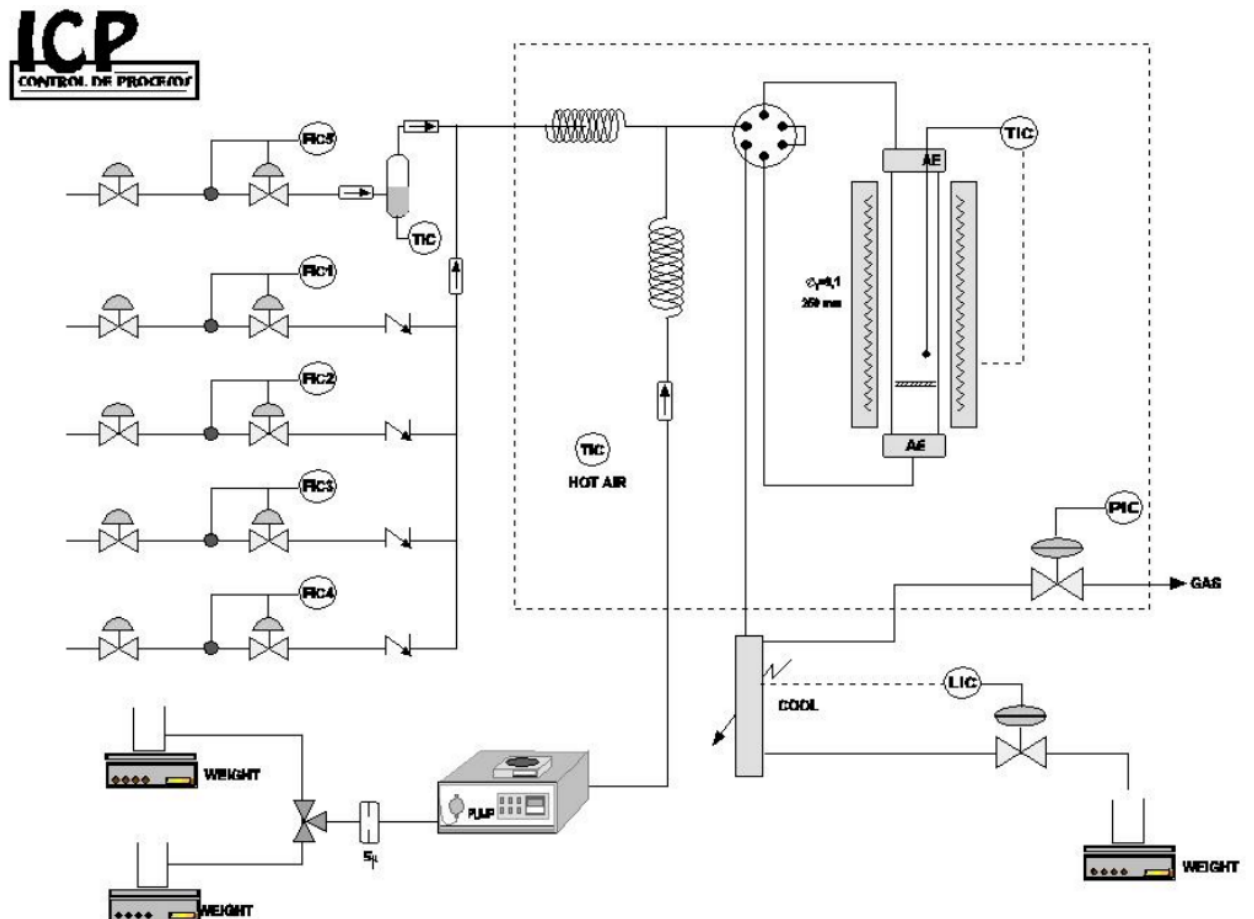 ICP
CONTROL DE PROCESOS
FIC5
TIC
FIC1
FIC2
FIC3
FIC4
TIC
HOT AIR
AE
TIC
250 mm
AE
PIC
GAS
LIC
COOL
WEIGHT
PUMP
5µ
WEIGHT
WEIGHT